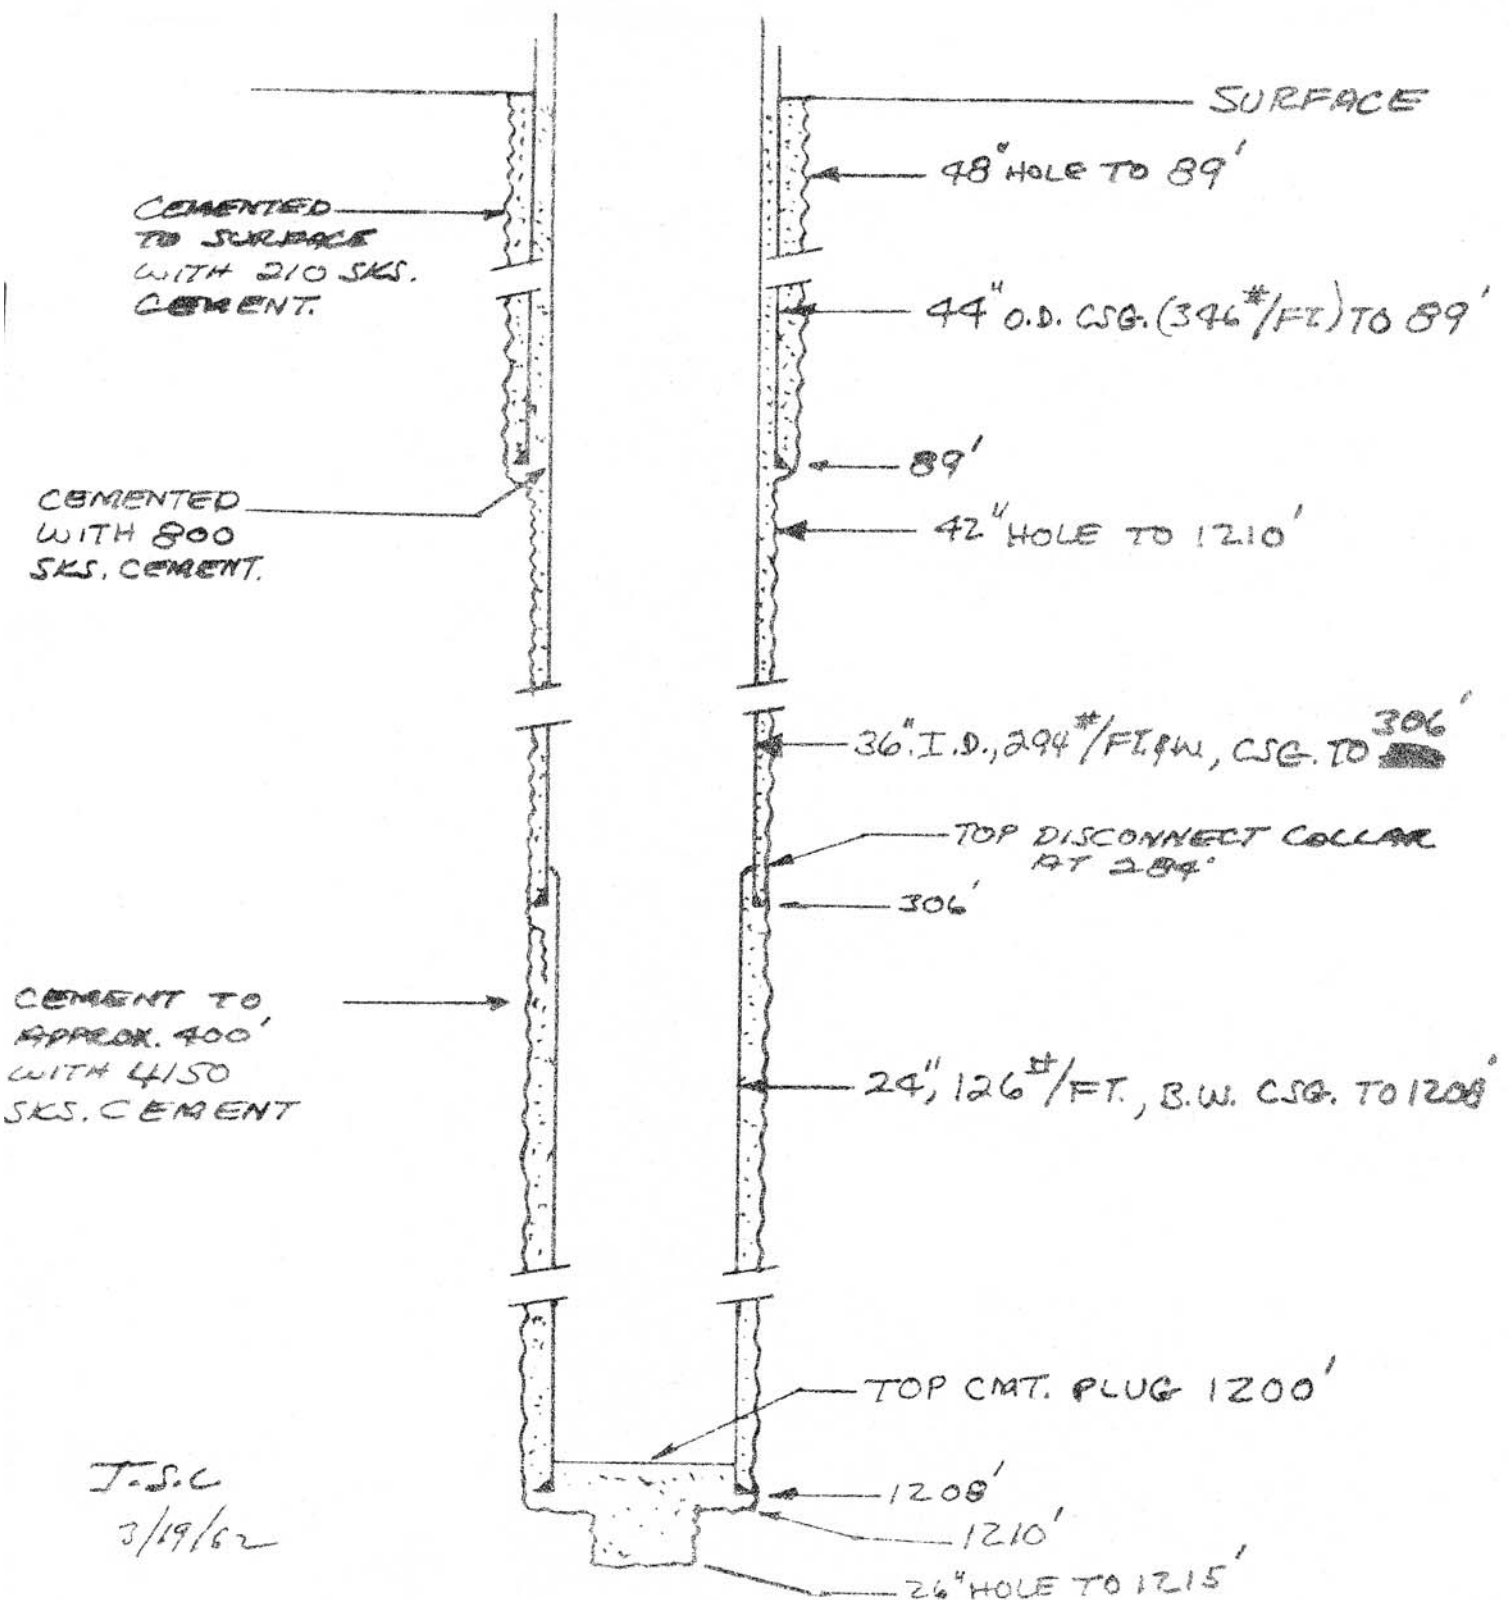 SURFACE
48" HOLE TO 89'
CEMENTED
TO SURFACE
WITH 210 SKS.
CEMENT.
44" O.D. CSG. (346#/FT.) TO 89'
89'
CEMENTED
WITH 800
SKS. CEMENT.
42" HOLE TO 1210'
306'
36" I.D., 294#/FT. CSG. TO
TOP DISCONNECT COLLAR
AT 284'
306'
CEMENT TO
APPROX. 400'
WITH 4150
SKS. CEMENT
24", 126#/FT., B.W. CSG. TO 1208'
TOP CMT. PLUG 1200'
1208'
1210'
26" HOLE TO 1215'
3/19/62